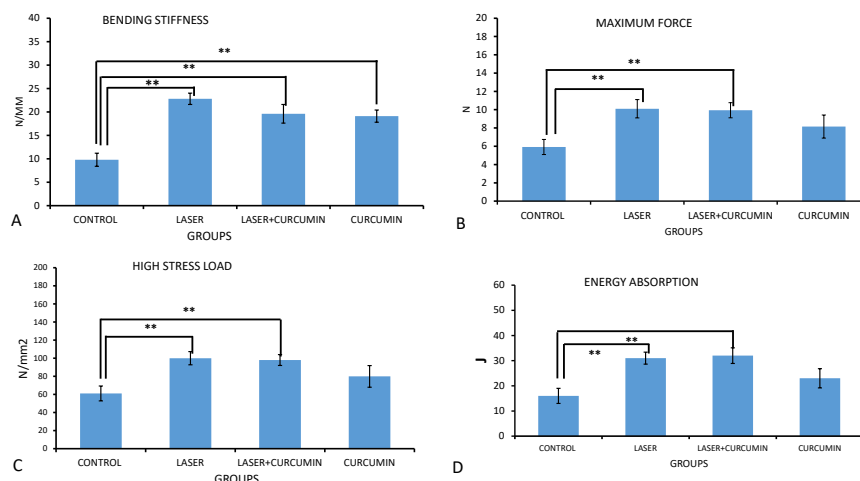 BENDING STIFFNESS
40
35
30
25
20
15
10
5
0
N/MM
**
**
**
CONTROL LASER LASER+CURCUMIN CURCUMIN
GROUPS
A
MAXIMUM FORCE
20
18
16
14
12
10
8
6
4
2
0
N
**
**
CONTROL LASER LASER+CURCUMIN CURCUMIN
GROUPS
B
HIGH STRESS LOAD
200
180
160
140
120
100
80
60
40
20
0
N/mm2
**
**
CONTROL LASER LASER+CURCUMIN CURCUMIN
GROUPS
C
ENERGY ABSORPTION
60
50
40
30
20
10
0
J
**
**
CONTROL LASER LASER+CURCUMIN CURCUMIN
GROUPS
D